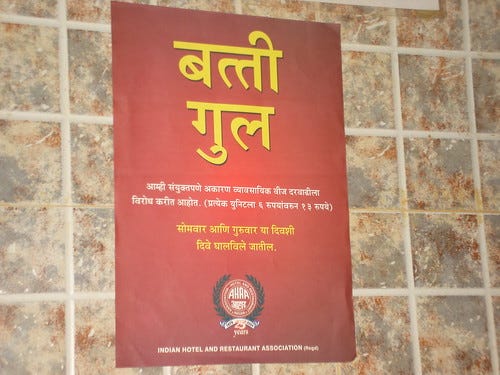 बत्ती
गुल
आम्ही संयुक्तपणे अकारण व्यावसायिक वीज दरवाढीला
विरोध करीत आहोत. (प्रत्येक युनिटला ६ रुपयांवरुन १३ रुपये)
सोमवार आणि गुरुवार या दिवशी
दिवे घालविले जातील.
AHAR
आहार
INDIAN HOTEL AND RESTAURANT ASSOCIATION (Regd)